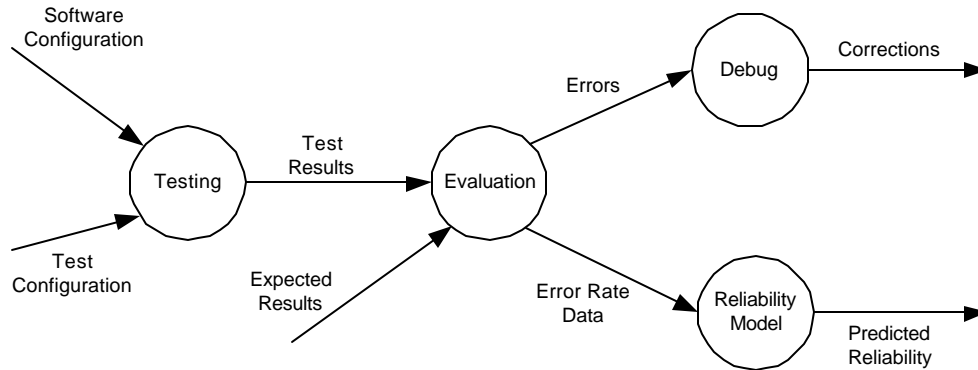 Software
Configuration
Test
Configuration
Testing
Test
Results
Expected
Results
Evaluation
Errors
Debug
Corrections
Error Rate
Data
Reliability
Model
Predicted
Reliability